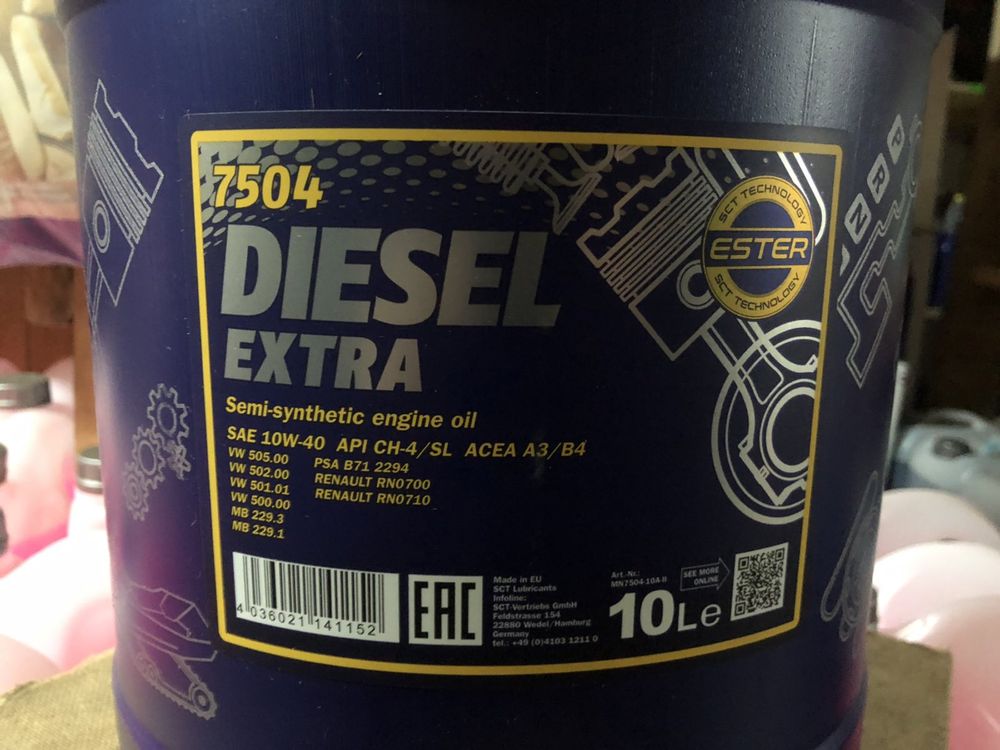 7504
DIESEL
EXTRA
Semi-synthetic engine oil
SAE 10W-40 API CH-4/SL ACEA A3/B4
VW 505.00
VW 502.00
VW 501.01
VW 500.00
MB 229.3
MB 229.1
PSA B71 2294
RENAULT RN0700
RENAULT RN0710
SCT TECHNOLOGY
ESTER
SCT TECHNOLOGY
4 036021 141152
EAC
Made in EU
SCT Lubricants
Infoline:
SCT-Vertriebs GmbH
Feldstrasse 154
22880 Wedel/Hamburg
Germany
tel.: +49 (0)4103 1211 0
Art.-Nr.:
MN7504-10A-II
SEE MORE
ONLINE
10L e